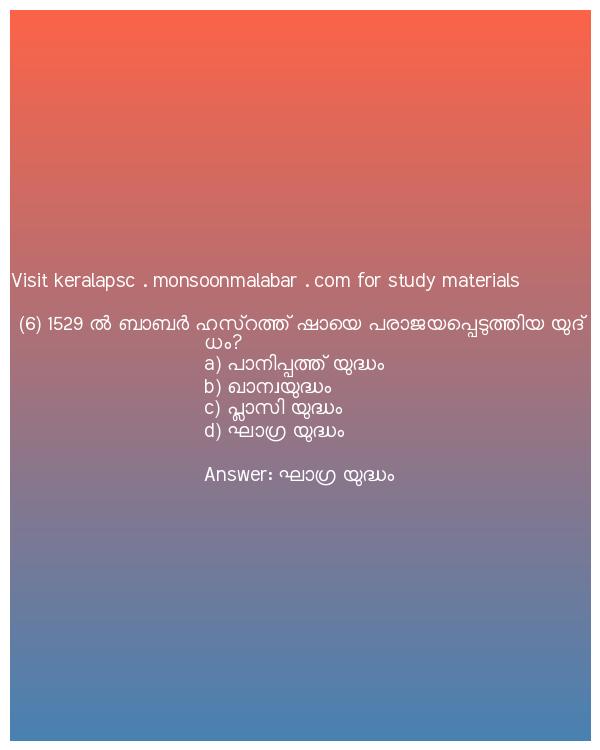 Visit keralapsc . monsoonmalabar . com for study materials
(6) 1529 ൽ ബാബർ ഹസ്റത്ത് ഷായെ പരാജയപ്പെടുത്തിയ യുദ്
ധം?
a) പാനിപ്പത്ത് യുദ്ധം
b) ഖാന്വയുദ്ധം
c) പ്ലാസി യുദ്ധം
d) ഘാഗ്ര യുദ്ധം
Answer: ഘാഗ്ര യുദ്ധം